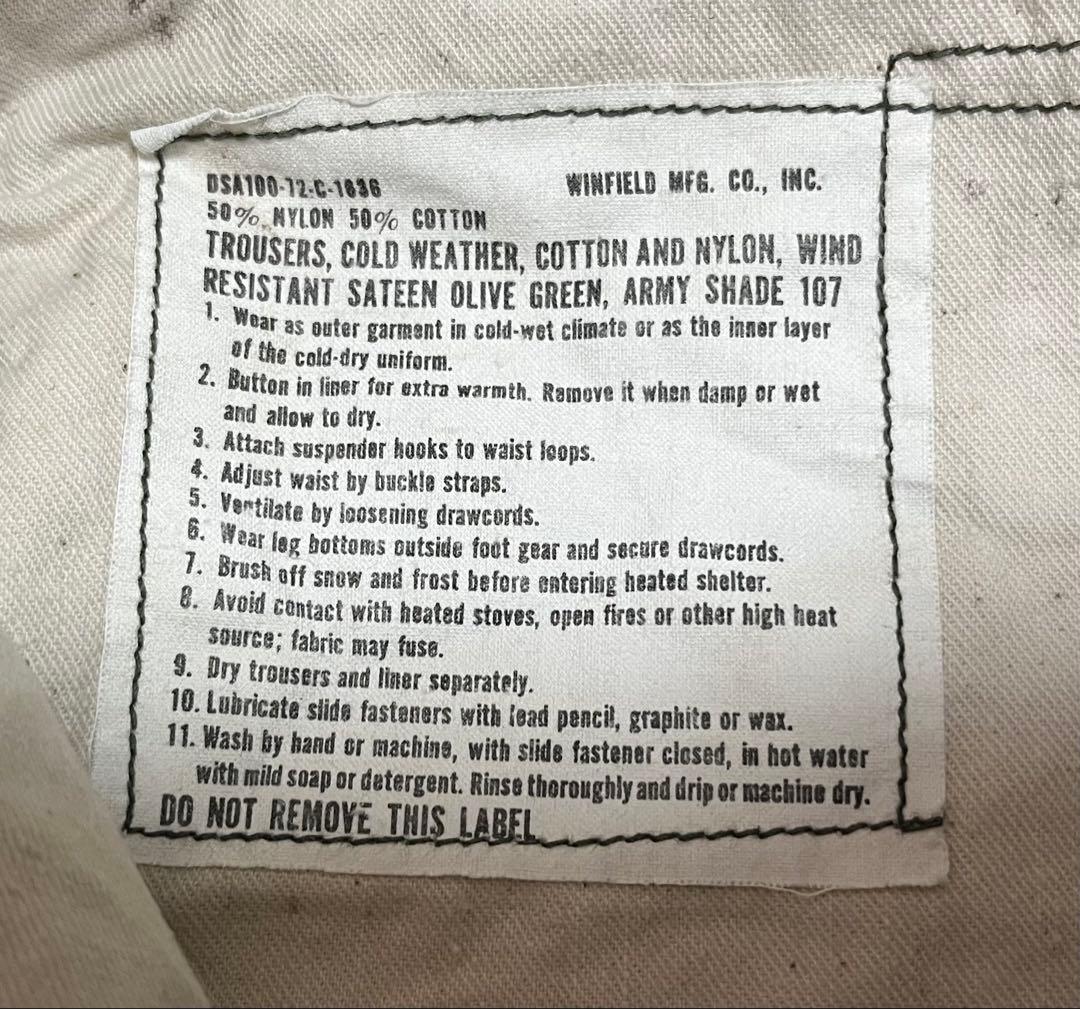 DSA100-72-C-1636
WINFIELD MFG. CO., INC.
50% NYLON 50% COTTON
TROUSERS, COLD WEATHER, COTTON AND NYLON, WIND
RESISTANT SATEEN OLIVE GREEN, ARMY SHADE 107
1. Wear as outer garment in cold-wet climate or as the inner layer
of the cold-dry uniform.
2. Button in liner for extra warmth. Remove it when damp or wet
and allow to dry.
3. Attach suspender hooks to waist loops.
4. Adjust waist by buckle straps.
5. Ventilate by loosening drawcords.
6. Wear leg bottoms outside foot gear and secure drawcords.
7. Brush off snow and frost before entering heated shelter.
8. Avoid contact with heated stoves, open fires or other high heat
source; fabric may fuse.
9. Dry trousers and liner separately.
10. Lubricate slide fasteners with lead pencil, graphite or wax.
11. Wash by hand or machine, with slide fastener closed, in hot water
with mild soap or detergent. Rinse thoroughly and drip or machine dry.
DO NOT REMOVE THIS LABEL